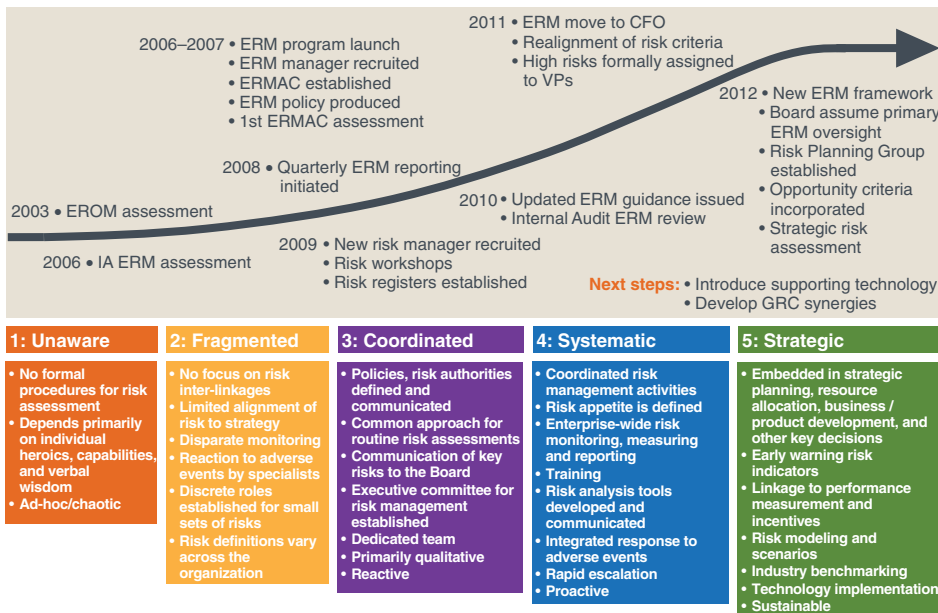 2003 • EROM assessment
2006 • IA ERM assessment
2006–2007 • ERM program launch
• ERM manager recruited
• ERMAC established
• ERM policy produced
• 1st ERMAC assessment
2008 • Quarterly ERM reporting
initiated
2009 • New risk manager recruited
• Risk workshops
• Risk registers established
2010 • Updated ERM guidance issued
• Internal Audit ERM review
2011 • ERM move to CFO
• Realignment of risk criteria
• High risks formally assigned
to VPs
2012 • New ERM framework
• Board assume primary
ERM oversight
• Risk Planning Group
established
• Opportunity criteria
incorporated
• Strategic risk
assessment
Next steps: • Introduce supporting technology
• Develop GRC synergies
1: Unaware
• No formal
procedures for risk
assessment
• Depends primarily
on individual
heroics, capabilities,
and verbal
wisdom
• Ad-hoc/chaotic
2: Fragmented
• No focus on risk
inter-linkages
• Limited alignment of
risk to strategy
• Disparate monitoring
• Reaction to adverse
events by specialists
• Discrete roles
established for small
sets of risks
• Risk definitions vary
across the
organization
3: Coordinated
• Policies, risk authorities
defined and
communicated
• Common approach for
routine risk assessments
• Communication of key
risks to the Board
• Executive committee for
risk management
established
• Dedicated team
• Primarily qualitative
• Reactive
4: Systematic
• Coordinated risk
management activities
• Risk appetite is defined
• Enterprise-wide risk
monitoring, measuring
and reporting
• Training
• Risk analysis tools
developed and
communicated
• Integrated response to
adverse events
• Rapid escalation
• Proactive
5: Strategic
• Embedded in strategic
planning, resource
allocation, business /
product development, and
other key decisions
• Early warning risk
indicators
• Linkage to performance
measurement and
incentives
• Risk modeling and
scenarios
• Industry benchmarking
• Technology implementation
• Sustainable